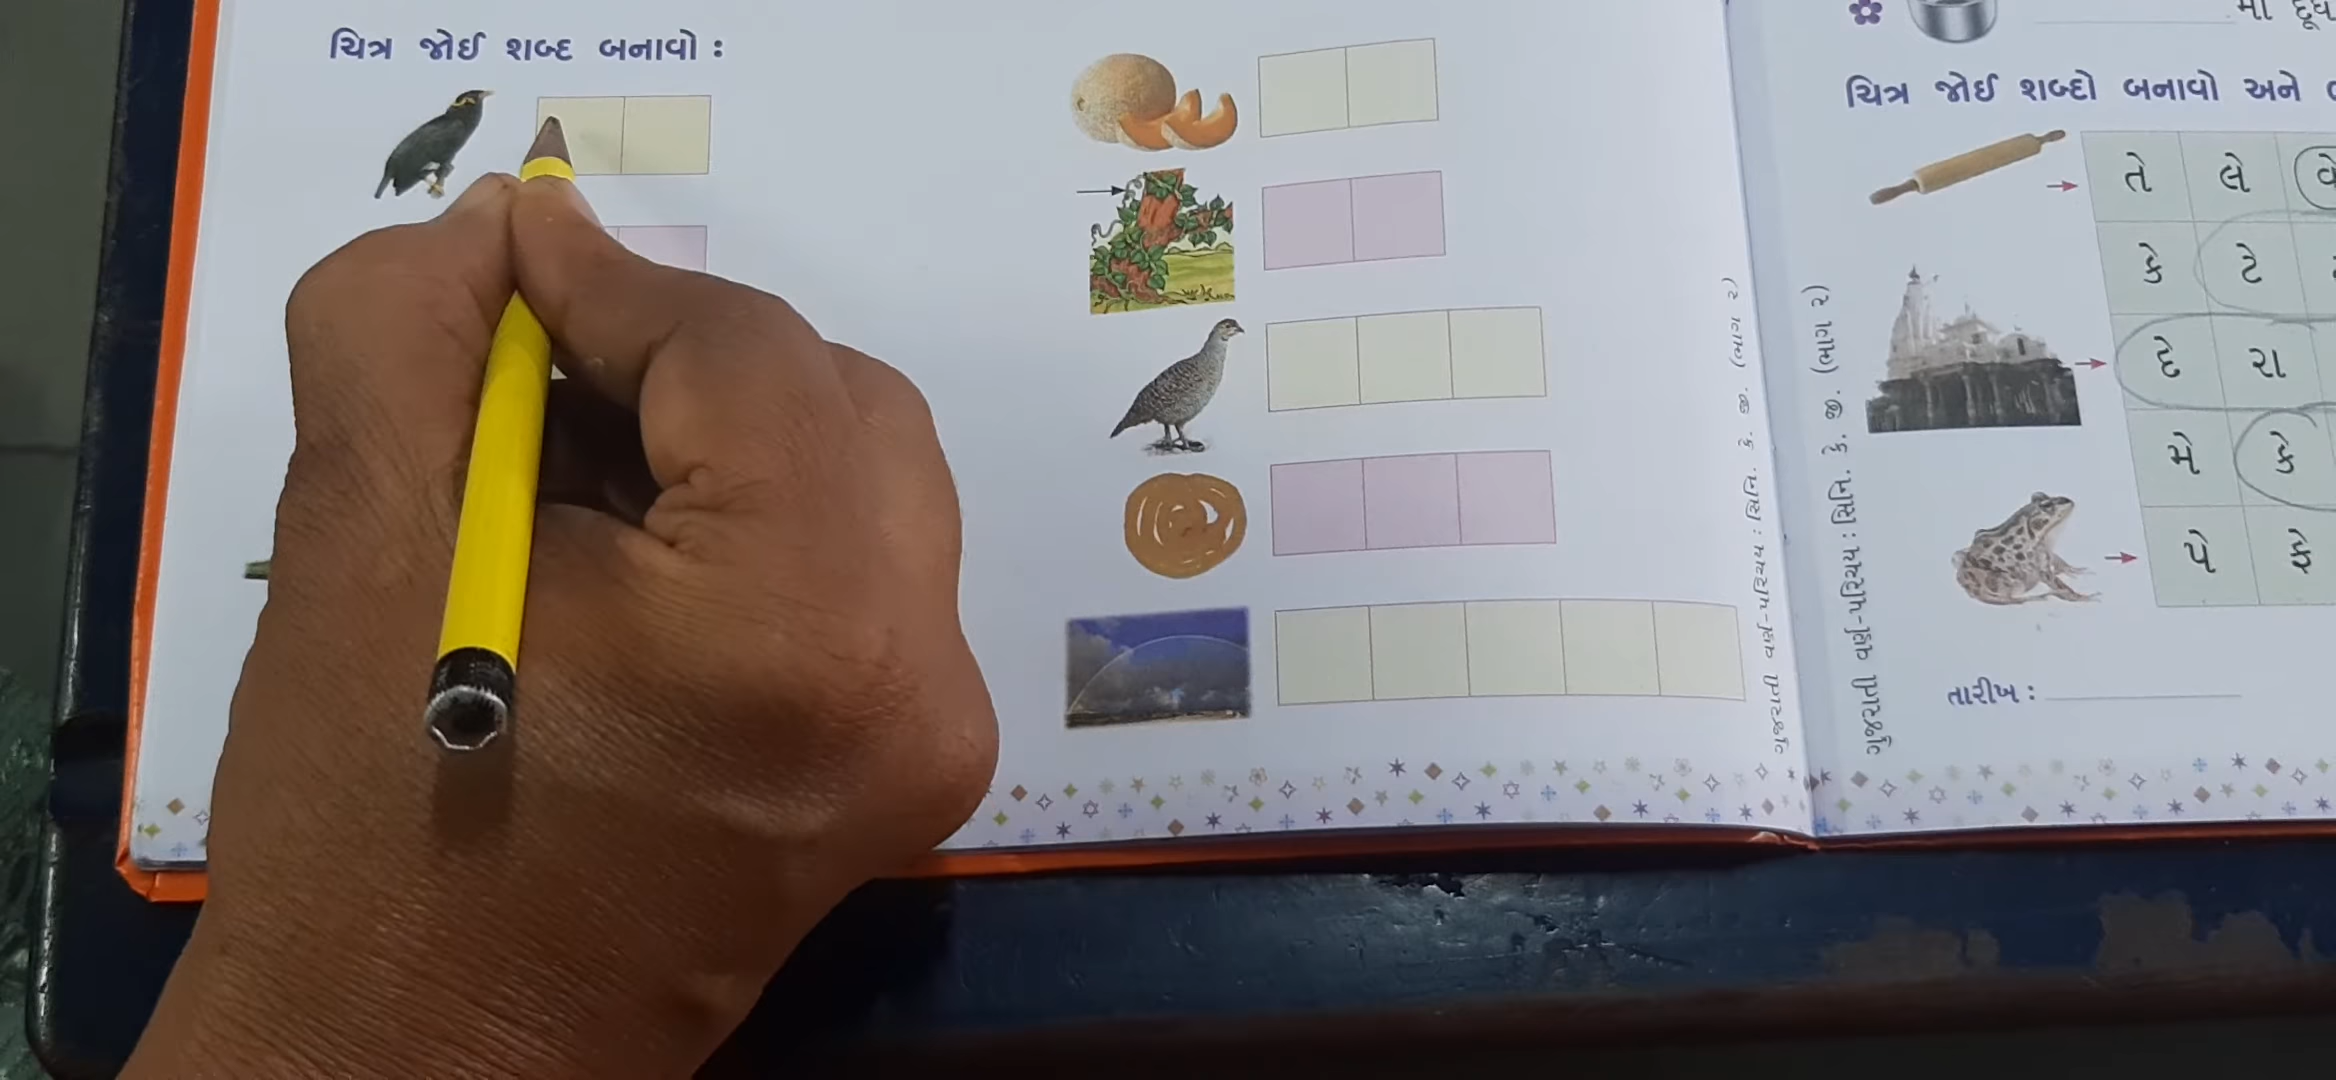 ચિત્ર જોઈ શબ્દ બનાવો :
ગુજરાતી વર્ણ-પરિચય : સિનિ. કે. જી. (ભાગ ૨)
ગુજરાતી વર્ણ-પરિચય : સિનિ. કે. જી. (ભાગ ૨)
માં દૂધ
ચિત્ર જોઈ શબ્દો બનાવો અને
તે લે વે
કે ટે
દે રા
મે કે
પે ફે
તારીખ :